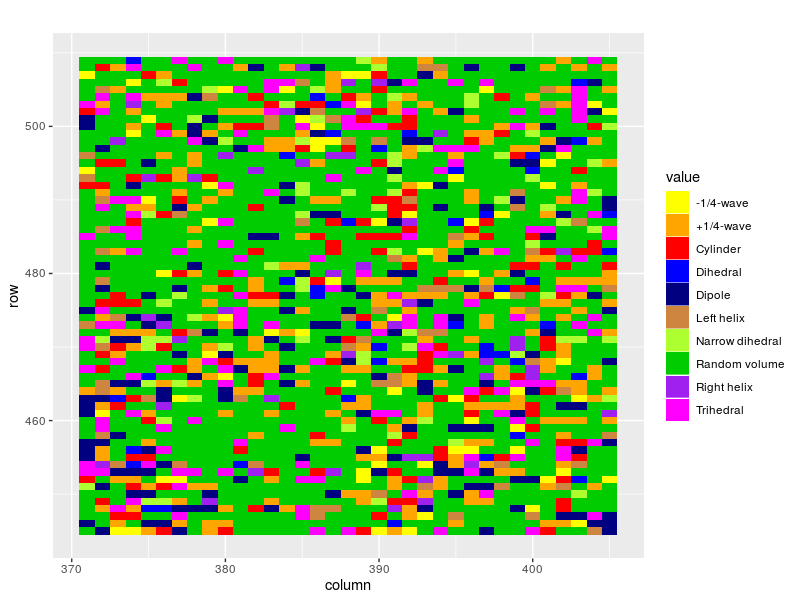 500
480
460
370
380
390
400
column
row
value
-1/4-wave
+1/4-wave
Cylinder
Dihedral
Dipole
Left helix
Narrow dihedral
Random volume
Right helix
Trihedral